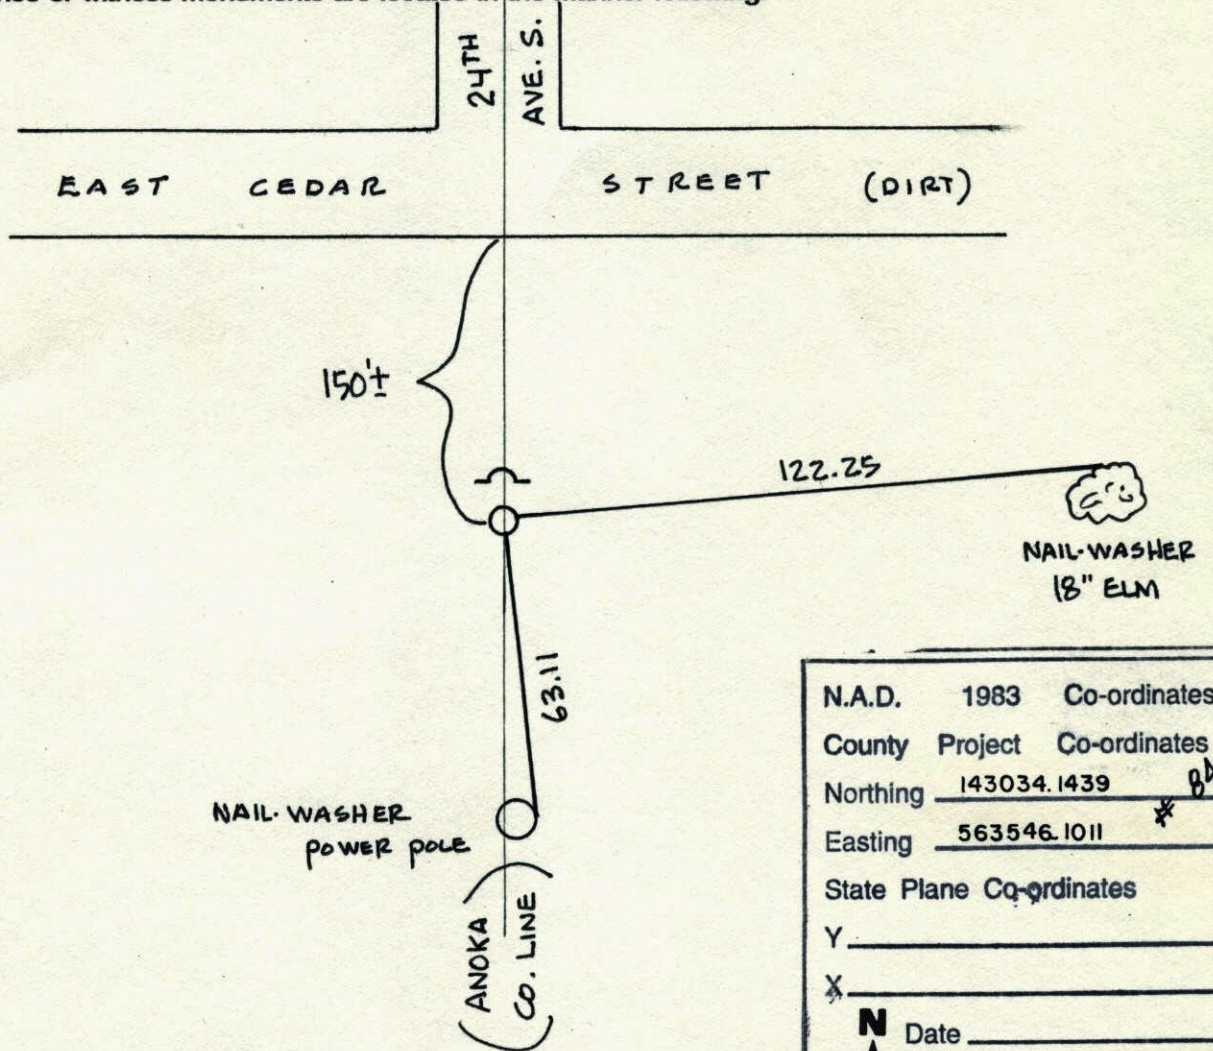 24TH
AVE. S.
EAST CEDAR STREET (DIRT)
150'±
122.25
NAIL-WASHER
18" ELM
63.11
NAIL-WASHER
POWER POLE
(ANOKA
CO. LINE)
N.A.D. 1983 Co-ordinates
County Project Co-ordinates
Northing 143034.1439
Easting 563546.1011 *
State Plane Co-ordinates
Y
X
N Date